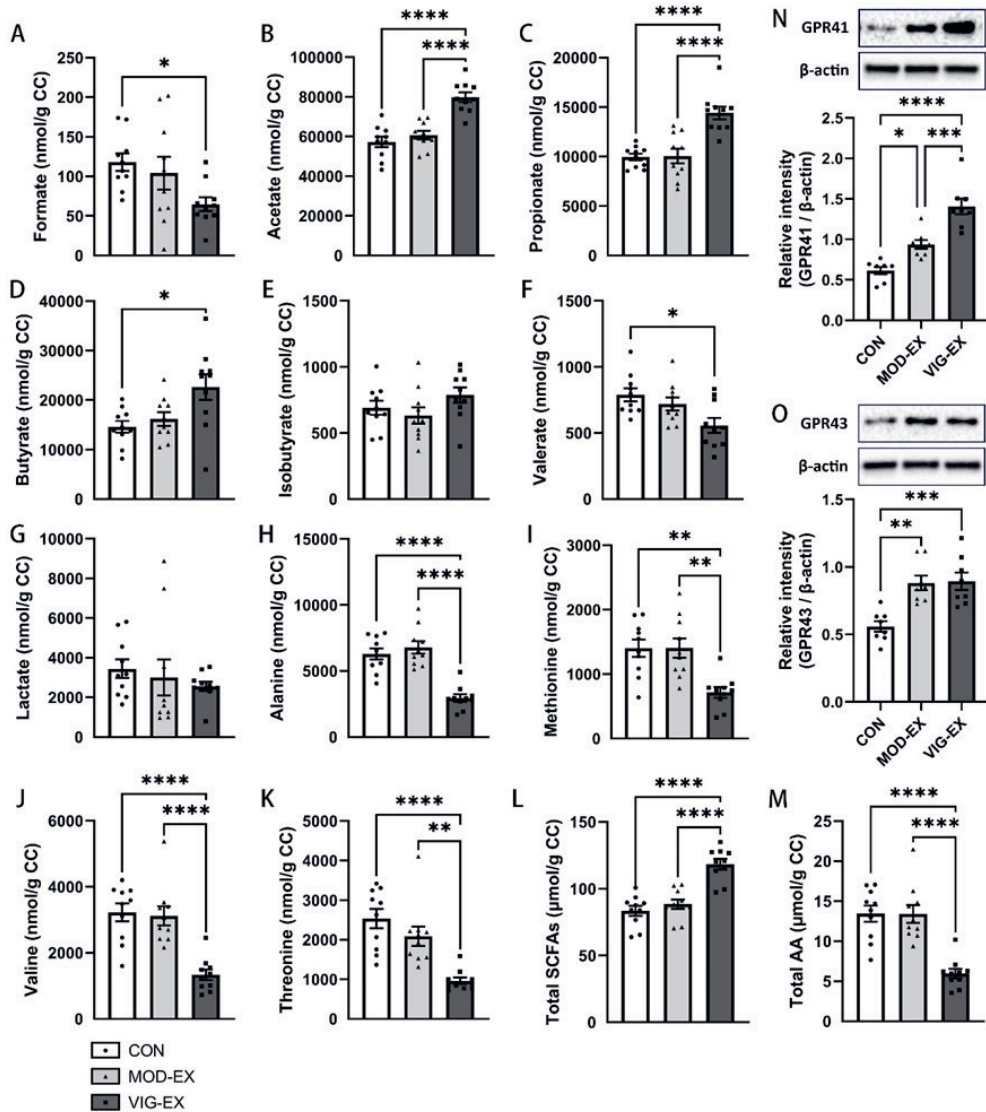 A
Formate (nmol/g CC)
250
200
150
100
50
0
*
B
Acetate (nmol/g CC)
100000
80000
60000
40000
20000
0
****
****
C
Propionate (nmol/g CC)
20000
15000
10000
5000
0
****
****
N
GPR41
β-actin
Relative intensity
(GPR41 / β-actin)
2.5
2.0
1.5
1.0
0.5
0.0
****
*
***
CON
MOD-EX
VIG-EX
D
Butyrate (nmol/g CC)
40000
30000
20000
10000
0
*
E
Isobutyrate (nmol/g CC)
1500
1000
500
0
F
Valerate (nmol/g CC)
1500
1000
500
0
*
O
GPR43
β-actin
Relative intensity
(GPR43 / β-actin)
1.5
1.0
0.5
0.0
***
**
CON
MOD-EX
VIG-EX
G
Lactate (nmol/g CC)
10000
8000
6000
4000
2000
0
H
Alanine (nmol/g CC)
15000
10000
5000
0
****
****
I
Methionine (nmol/g CC)
3000
2000
1000
0
**
**
J
Valine (nmol/g CC)
6000
4000
2000
0
****
****
K
Threonine (nmol/g CC)
5000
4000
3000
2000
1000
0
****
**
L
Total SCFAs (μmol/g CC)
150
100
50
0
****
****
M
Total AA (μmol/g CC)
25
20
15
10
5
0
****
****
CON
MOD-EX
VIG-EX